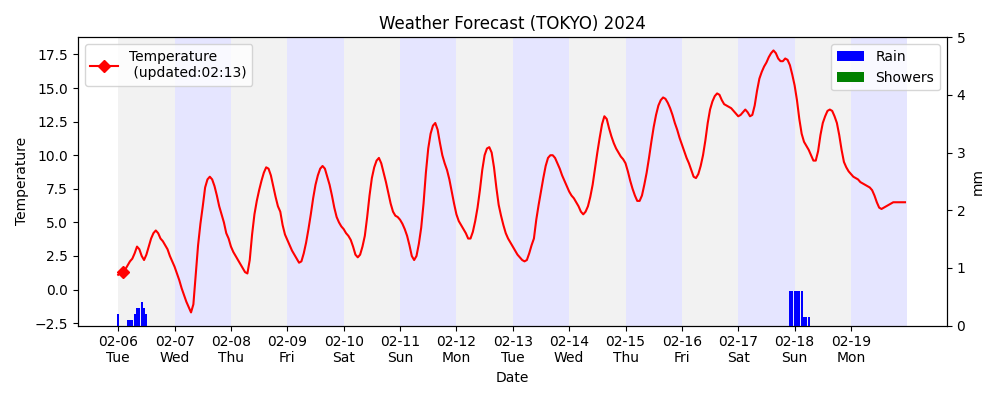 Weather Forecast (TOKYO) 2024
Temperature
(updated:02:13)
Rain
Showers
Temperature
17.5
15.0
12.5
10.0
7.5
5.0
2.5
0.0
−2.5
5
4
3
2
1
0
mm
02-06 02-07 02-08 02-09 02-10 02-11 02-12 02-13 02-14 02-15 02-16 02-17 02-18 02-19
Tue Wed Thu Fri Sat Sun Mon Tue Wed Thu Fri Sat Sun Mon
Date